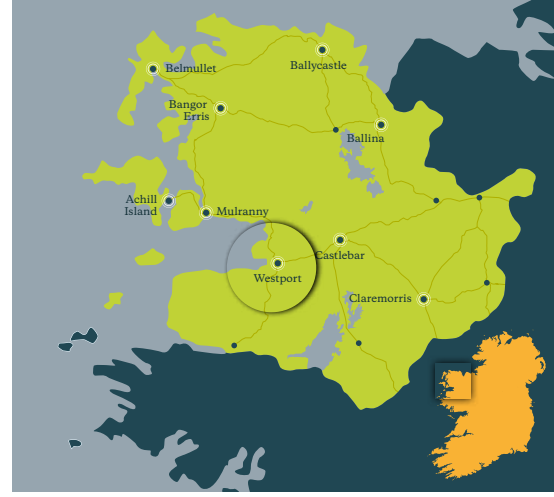 Ballycastle
Belmullet
Bangor
Erris
Ballina
Achill
Island
Mulranny
Castlebar
Westport
Claremorris